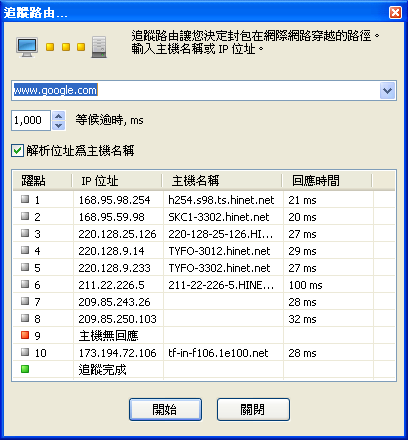 追蹤路由...
追蹤路由讓您決定封包在網際網路穿越的路徑。
輸入主機名稱或 IP 位址。
www.google.com
1,000 等候逾時, ms
解析位址爲主機名稱
躍點 IP 位址 主機名稱 回應時間
1 168.95.98.254 h254.s98.ts.hinet.net 21 ms
2 168.95.59.98 SKC1-3302.hinet.net 20 ms
3 220.128.25.126 220-128-25-126.HI... 27 ms
4 220.128.9.14 TYFO-3012.hinet.net 29 ms
5 220.128.9.233 TYFO-3302.hinet.net 27 ms
6 211.22.226.5 211-22-226-5.HINE... 100 ms
7 209.85.243.26 28 ms
8 209.85.250.103 32 ms
9 主機無回應
10 173.194.72.106 tf-in-f106.1e100.net 28 ms
追蹤完成
開始 關閉